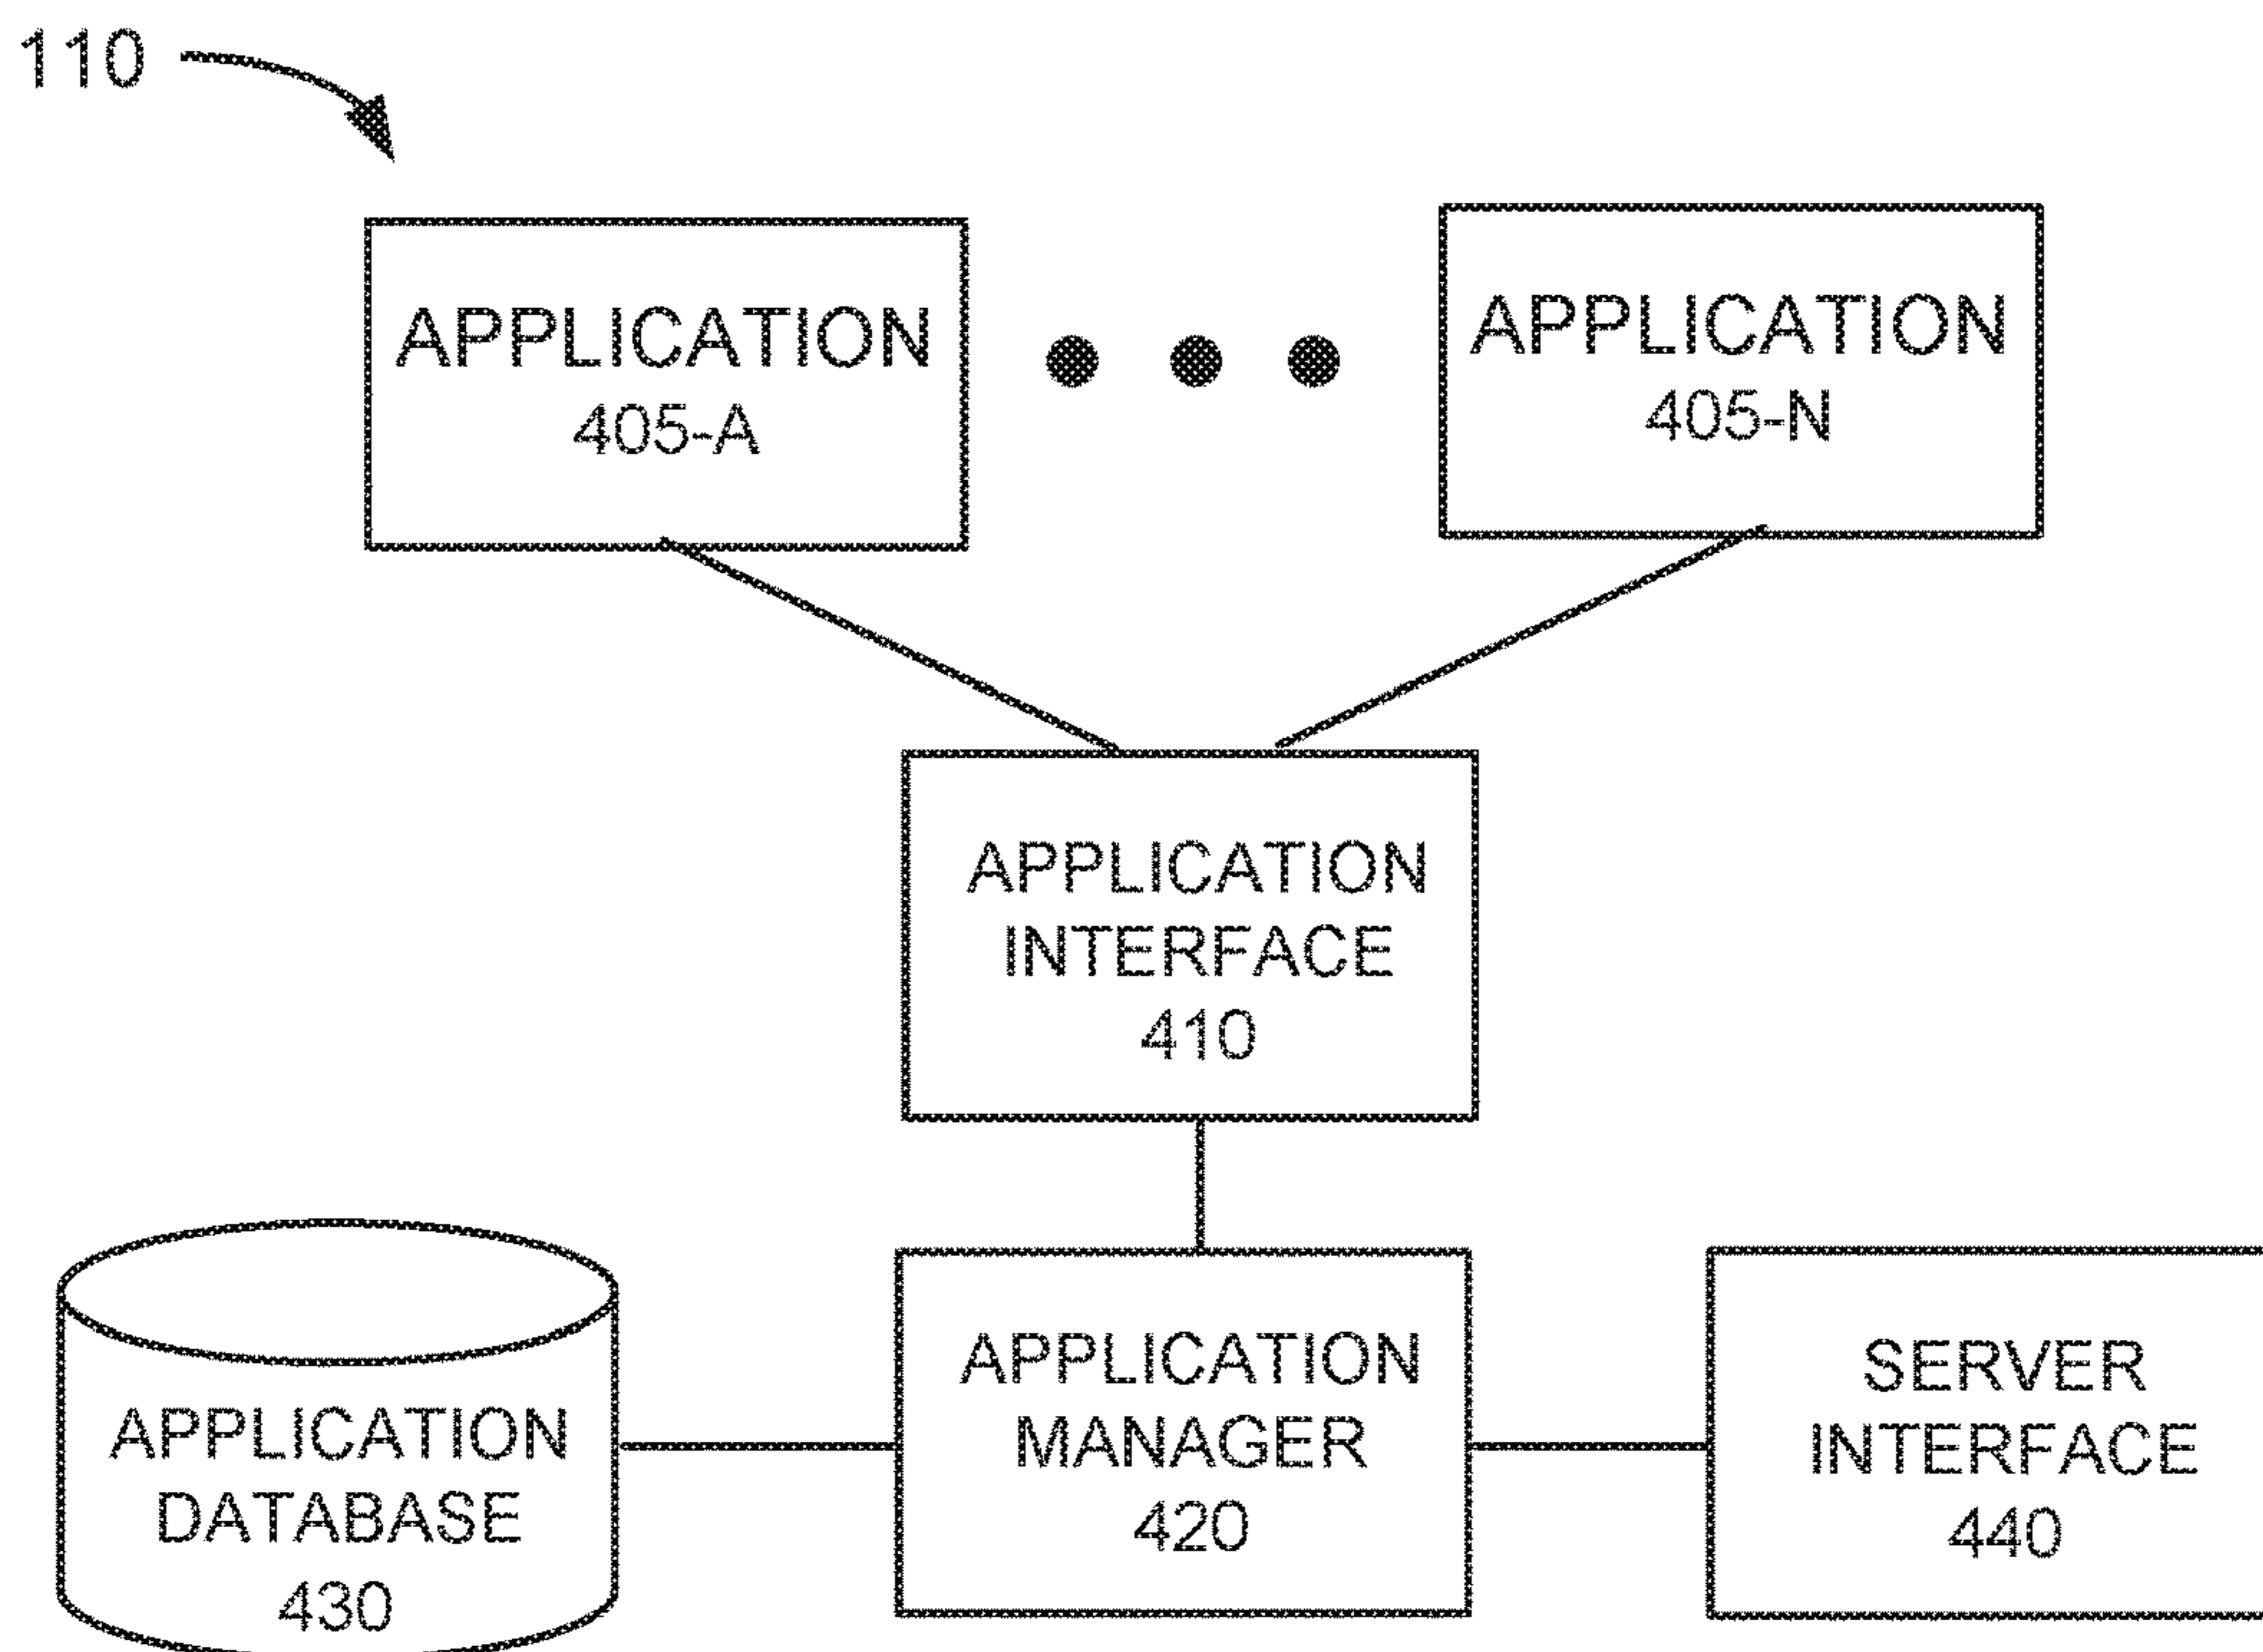 110
APPLICATION
405-A
APPLICATION
405-N
APPLICATION
INTERFACE
410
APPLICATION
DATABASE
430
APPLICATION
MANAGER
420
SERVER
INTERFACE
440